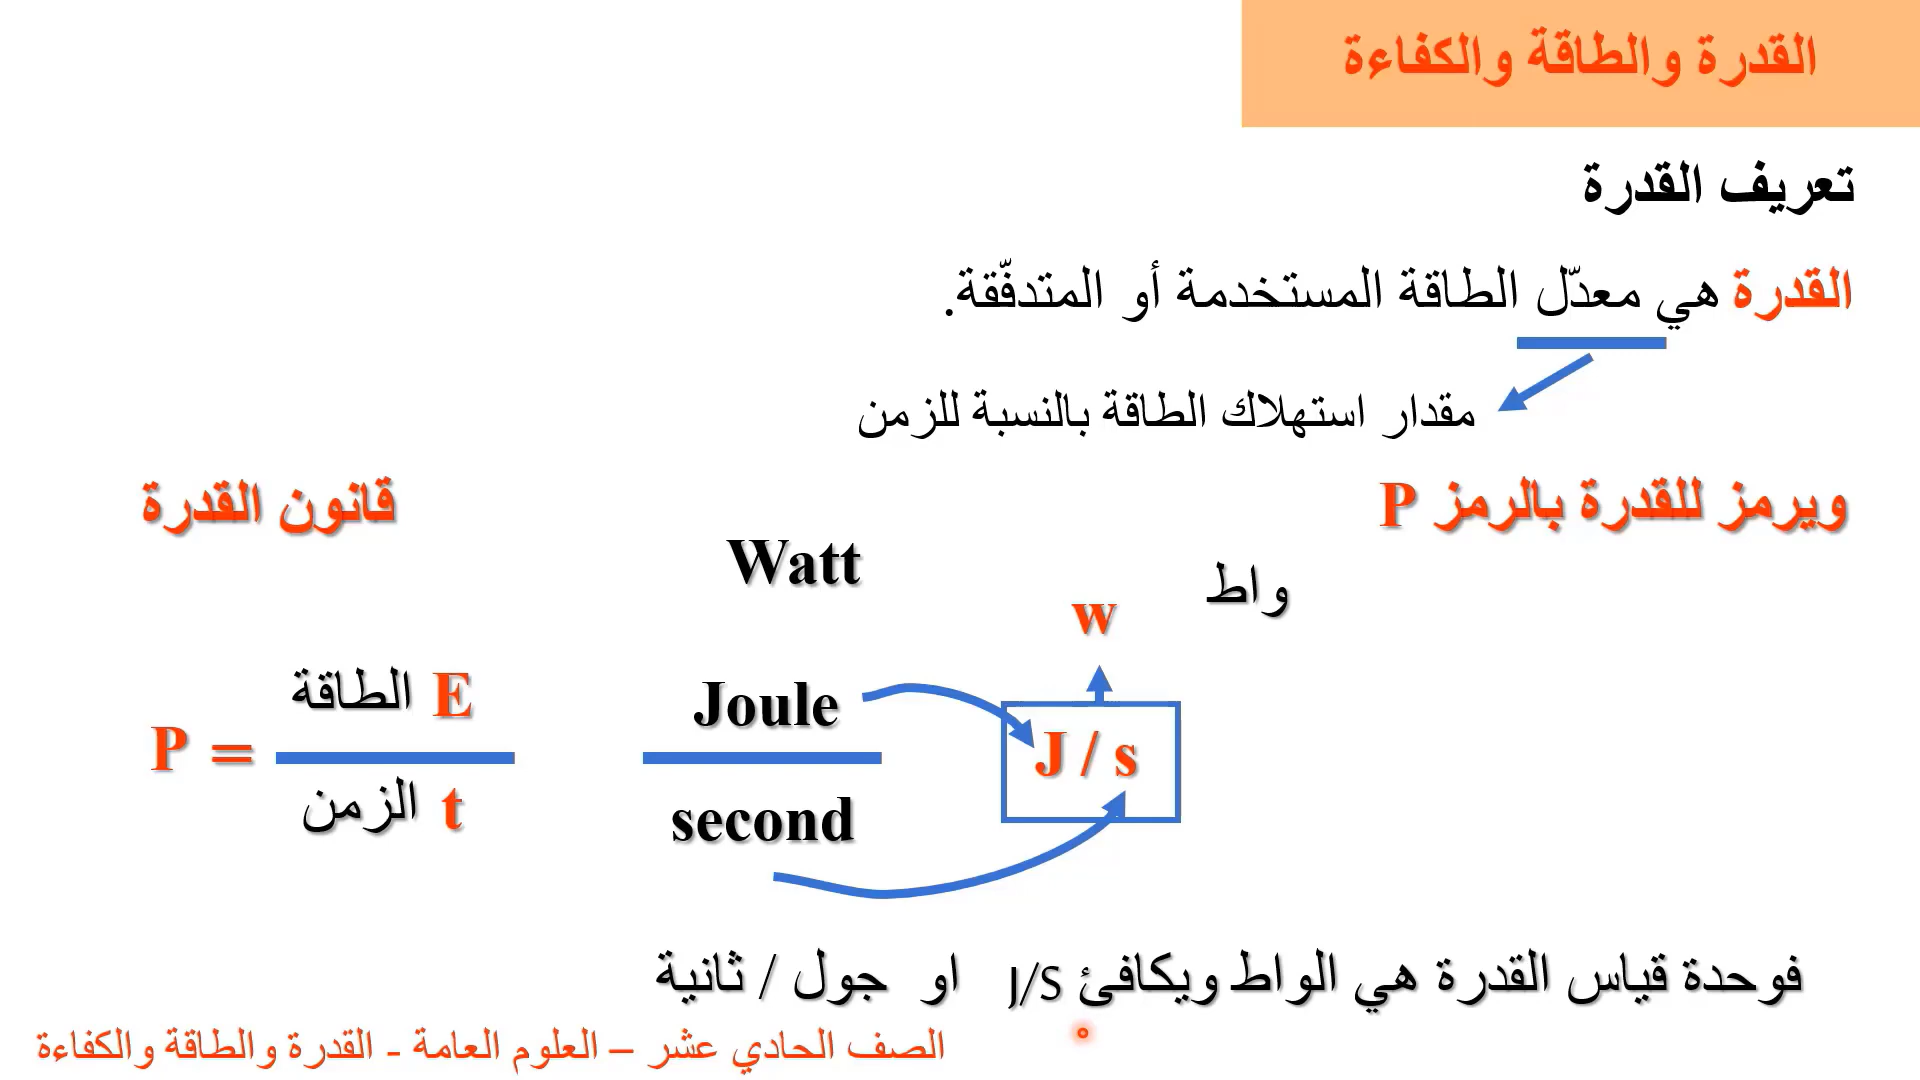 القدرة والطاقة والكفاءة
تعريف القدرة
القدرة هي معدّل الطاقة المستخدمة أو المتدفّقة.
مقدار استهلاك الطاقة بالنسبة للزمن
ويرمز للقدرة بالرمز P
قانون القدرة
Watt
واط
w
P =
E الطاقة
t الزمن
Joule
second
J / s
فوحدة قياس القدرة هي الواط ويكافئ J/S او جول / ثانية
الصف الحادي عشر – العلوم العامة - القدرة والطاقة والكفاءة